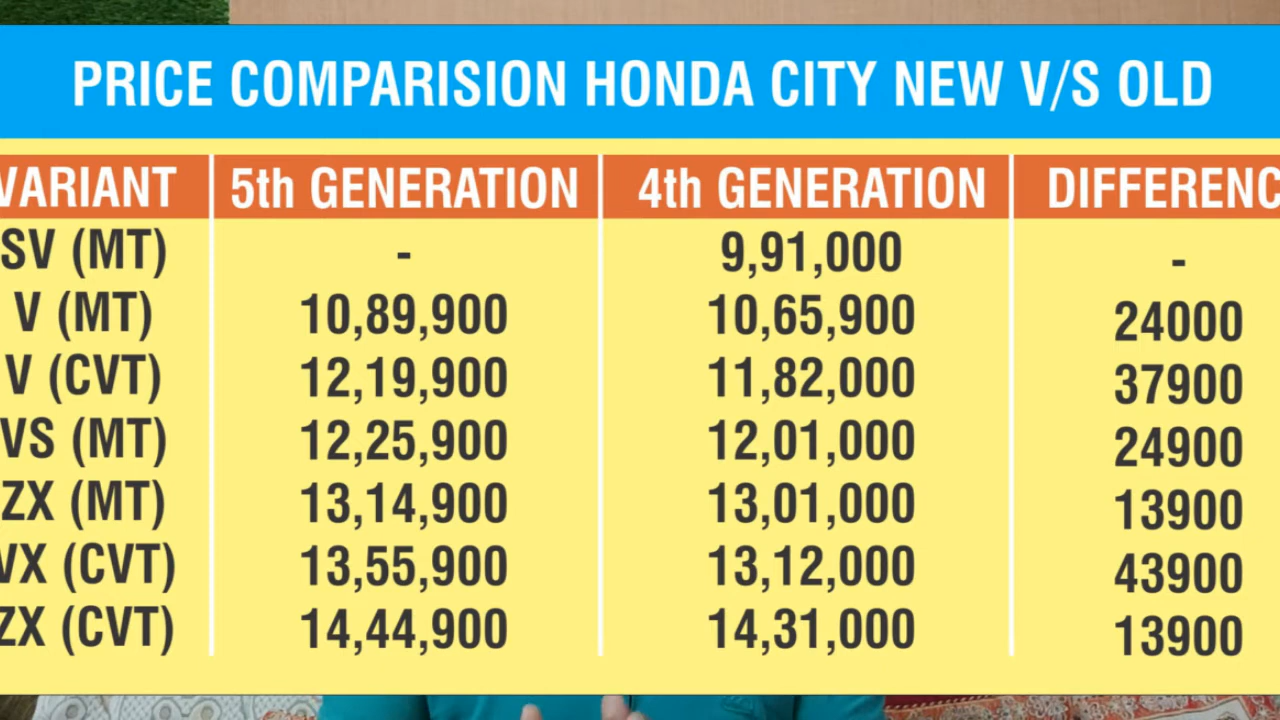 PRICE COMPARISION HONDA CITY NEW V/S OLD
VARIANT 5th GENERATION 4th GENERATION DIFFERENC
SV (MT) - 9,91,000 -
V (MT) 10,89,900 10,65,900 24000
V (CVT) 12,19,900 11,82,000 37900
VS (MT) 12,25,900 12,01,000 24900
ZX (MT) 13,14,900 13,01,000 13900
VX (CVT) 13,55,900 13,12,000 43900
ZX (CVT) 14,44,900 14,31,000 13900